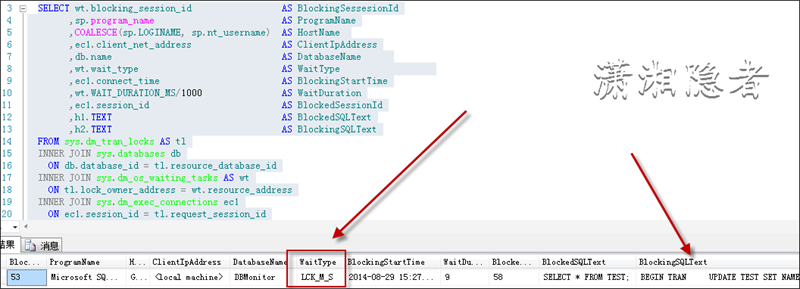 潇湘隐者
3 SELECT wt.blocking_session_id AS BlockingSessesionId
4 ,sp.program_name AS ProgramName
5 ,COALESCE(sp.LOGINAME, sp.nt_username) AS HostName
6 ,ec1.client_net_address AS ClientIpAddress
7 ,db.name AS DatabaseName
8 ,wt.wait_type AS WaitType
9 ,ec1.connect_time AS BlockingStartTime
10 ,wt.WAIT_DURATION_MS/1000 AS WaitDuration
11 ,ec1.session_id AS BlockedSessionId
12 ,h1.TEXT AS BlockedSQLText
13 ,h2.TEXT AS BlockingSQLText
14 FROM sys.dm_tran_locks AS tl
15 INNER JOIN sys.databases db
16 ON db.database_id = tl.resource_database_id
17 INNER JOIN sys.dm_os_waiting_tasks AS wt
18 ON tl.lock_owner_address = wt.resource_address
19 INNER JOIN sys.dm_exec_connections ec1
20 ON ec1.session_id = tl.request_session_id
结果 消息
Bloc... ProgramName H... ClientIpAddress DatabaseName WaitType BlockingStartTime WaitDu... Blocke... BlockedSQLText BlockingSQLText
53 Microsoft SQ... G... <local machine> DBMonitor LCK_M_S 2014-08-29 15:27... 9 58 SELECT * FROM TEST; BEGIN TRAN UPDATE TEST SET NAME